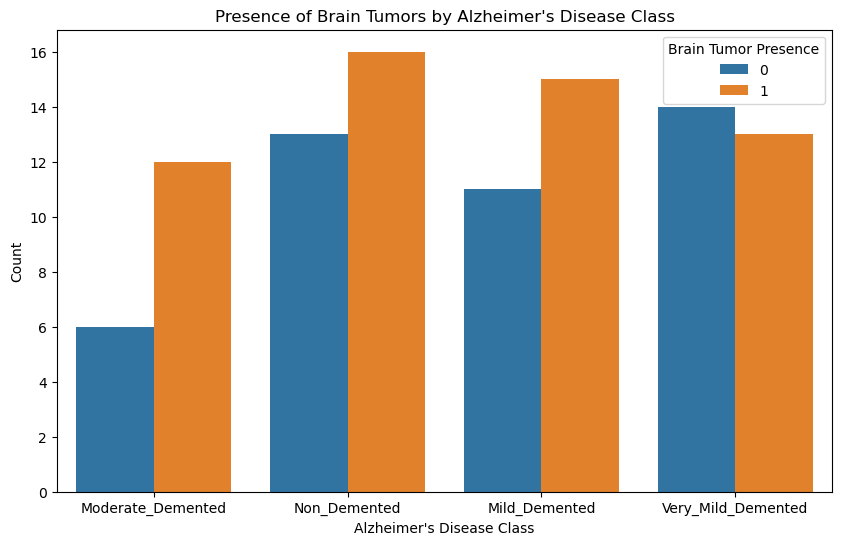 Presence of Brain Tumors by Alzheimer's Disease Class
Brain Tumor Presence
0
1
16
14
12
10
8
6
4
2
0
Count
Moderate_Demented
Non_Demented
Mild_Demented
Very_Mild_Demented
Alzheimer's Disease Class